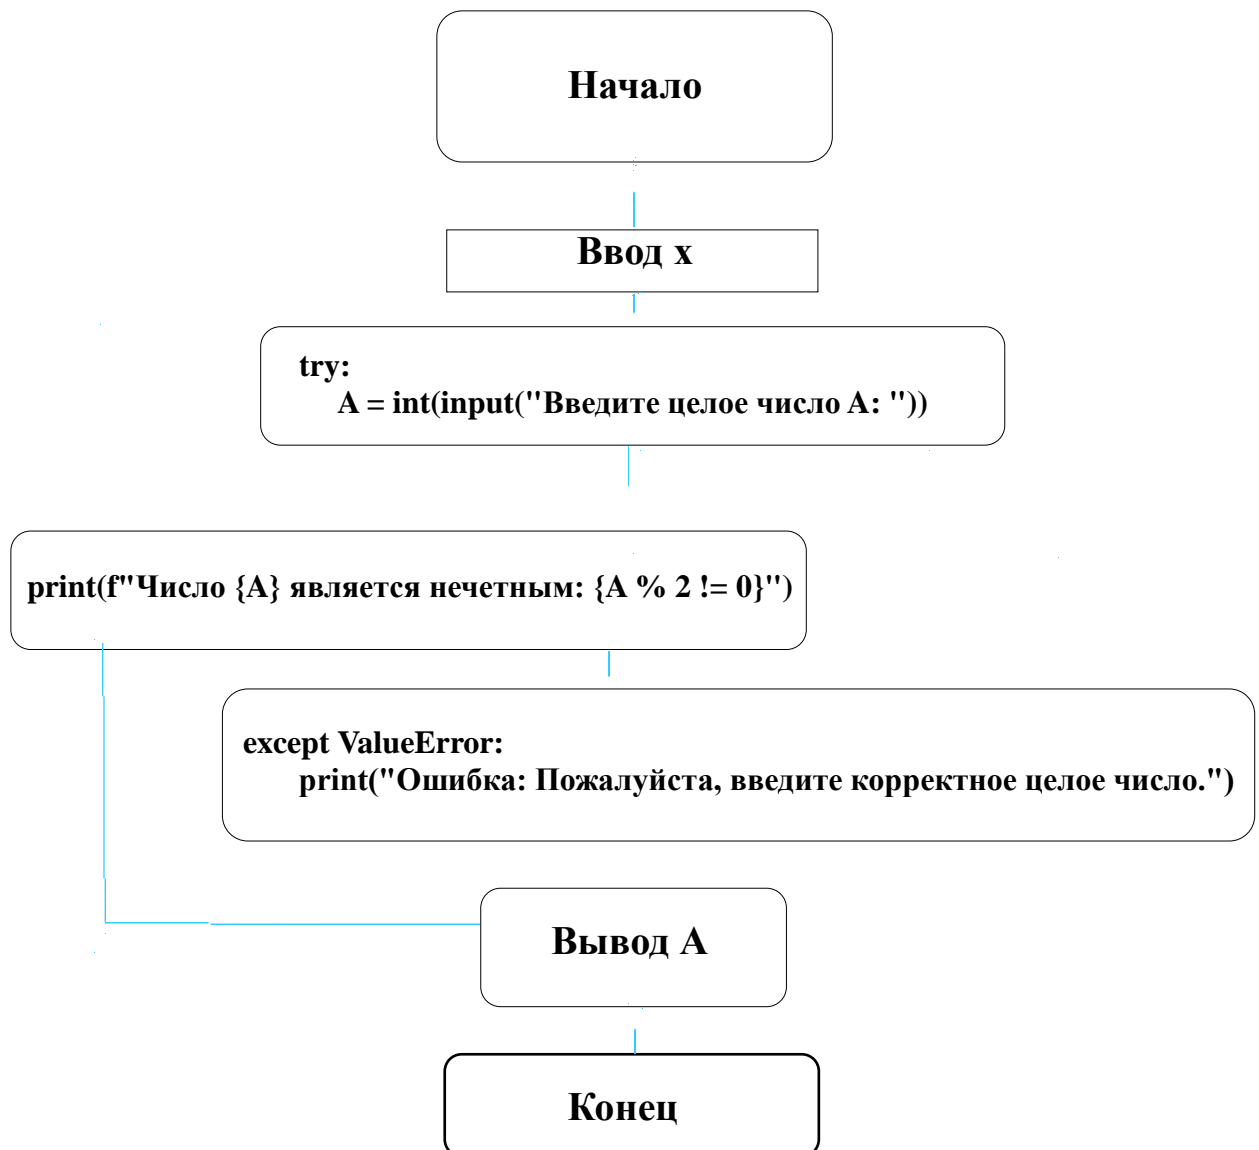 Начало
Ввод x
try:
A = int(input("Введите целое число A: "))
print(f"Число {A} является нечетным: {A % 2 != 0}")
except ValueError:
print("Ошибка: Пожалуйста, введите корректное целое число.")
Вывод A
Конец